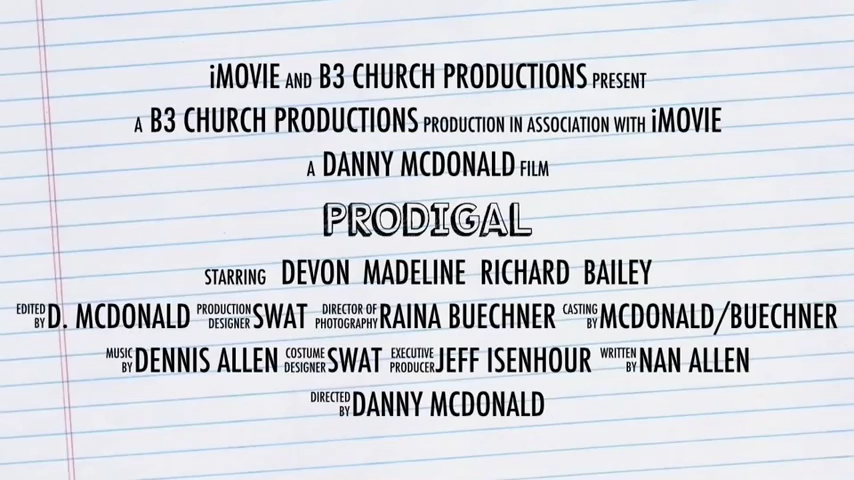 iMOVIE AND B3 CHURCH PRODUCTIONS PRESENT
A B3 CHURCH PRODUCTIONS PRODUCTION IN ASSOCIATION WITH iMOVIE
A DANNY MCDONALD FILM
PRODIGAL
STARRING DEVON MADELINE RICHARD BAILEY
EDITED BY D. MCDONALD PRODUCTION DESIGNER SWAT DIRECTOR OF PHOTOGRAPHY RAINA BUECHNER CASTING BY MCDONALD/BUECHNER
MUSIC BY DENNIS ALLEN COSTUME DESIGNER SWAT EXECUTIVE PRODUCER JEFF ISENHOUR WRITTEN BY NAN ALLEN
DIRECTED BY DANNY MCDONALD